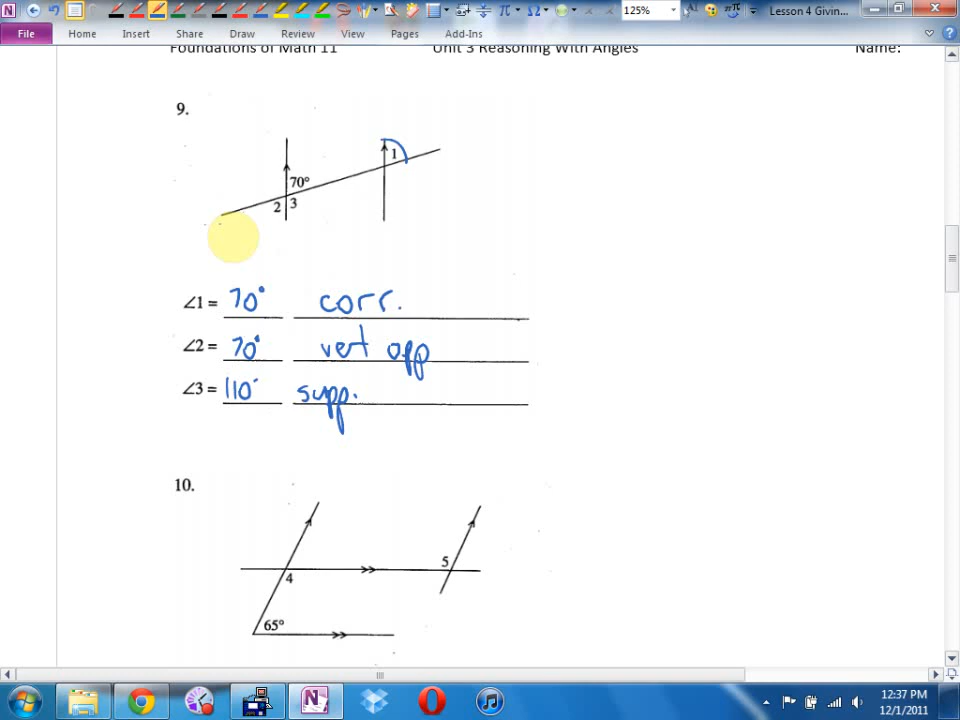 125%
Lesson 4 Givin...
File Home Insert Share Draw Review View Pages Add-Ins
Foundations of Math 11 Unit 3 Reasoning With Angles Name:
9.
1
70°
2 3
∠1 = 70° corr.
∠2 = 70° vert opp
∠3 = 110° supp.
10.
5
4
65°
12:37 PM
12/1/2011